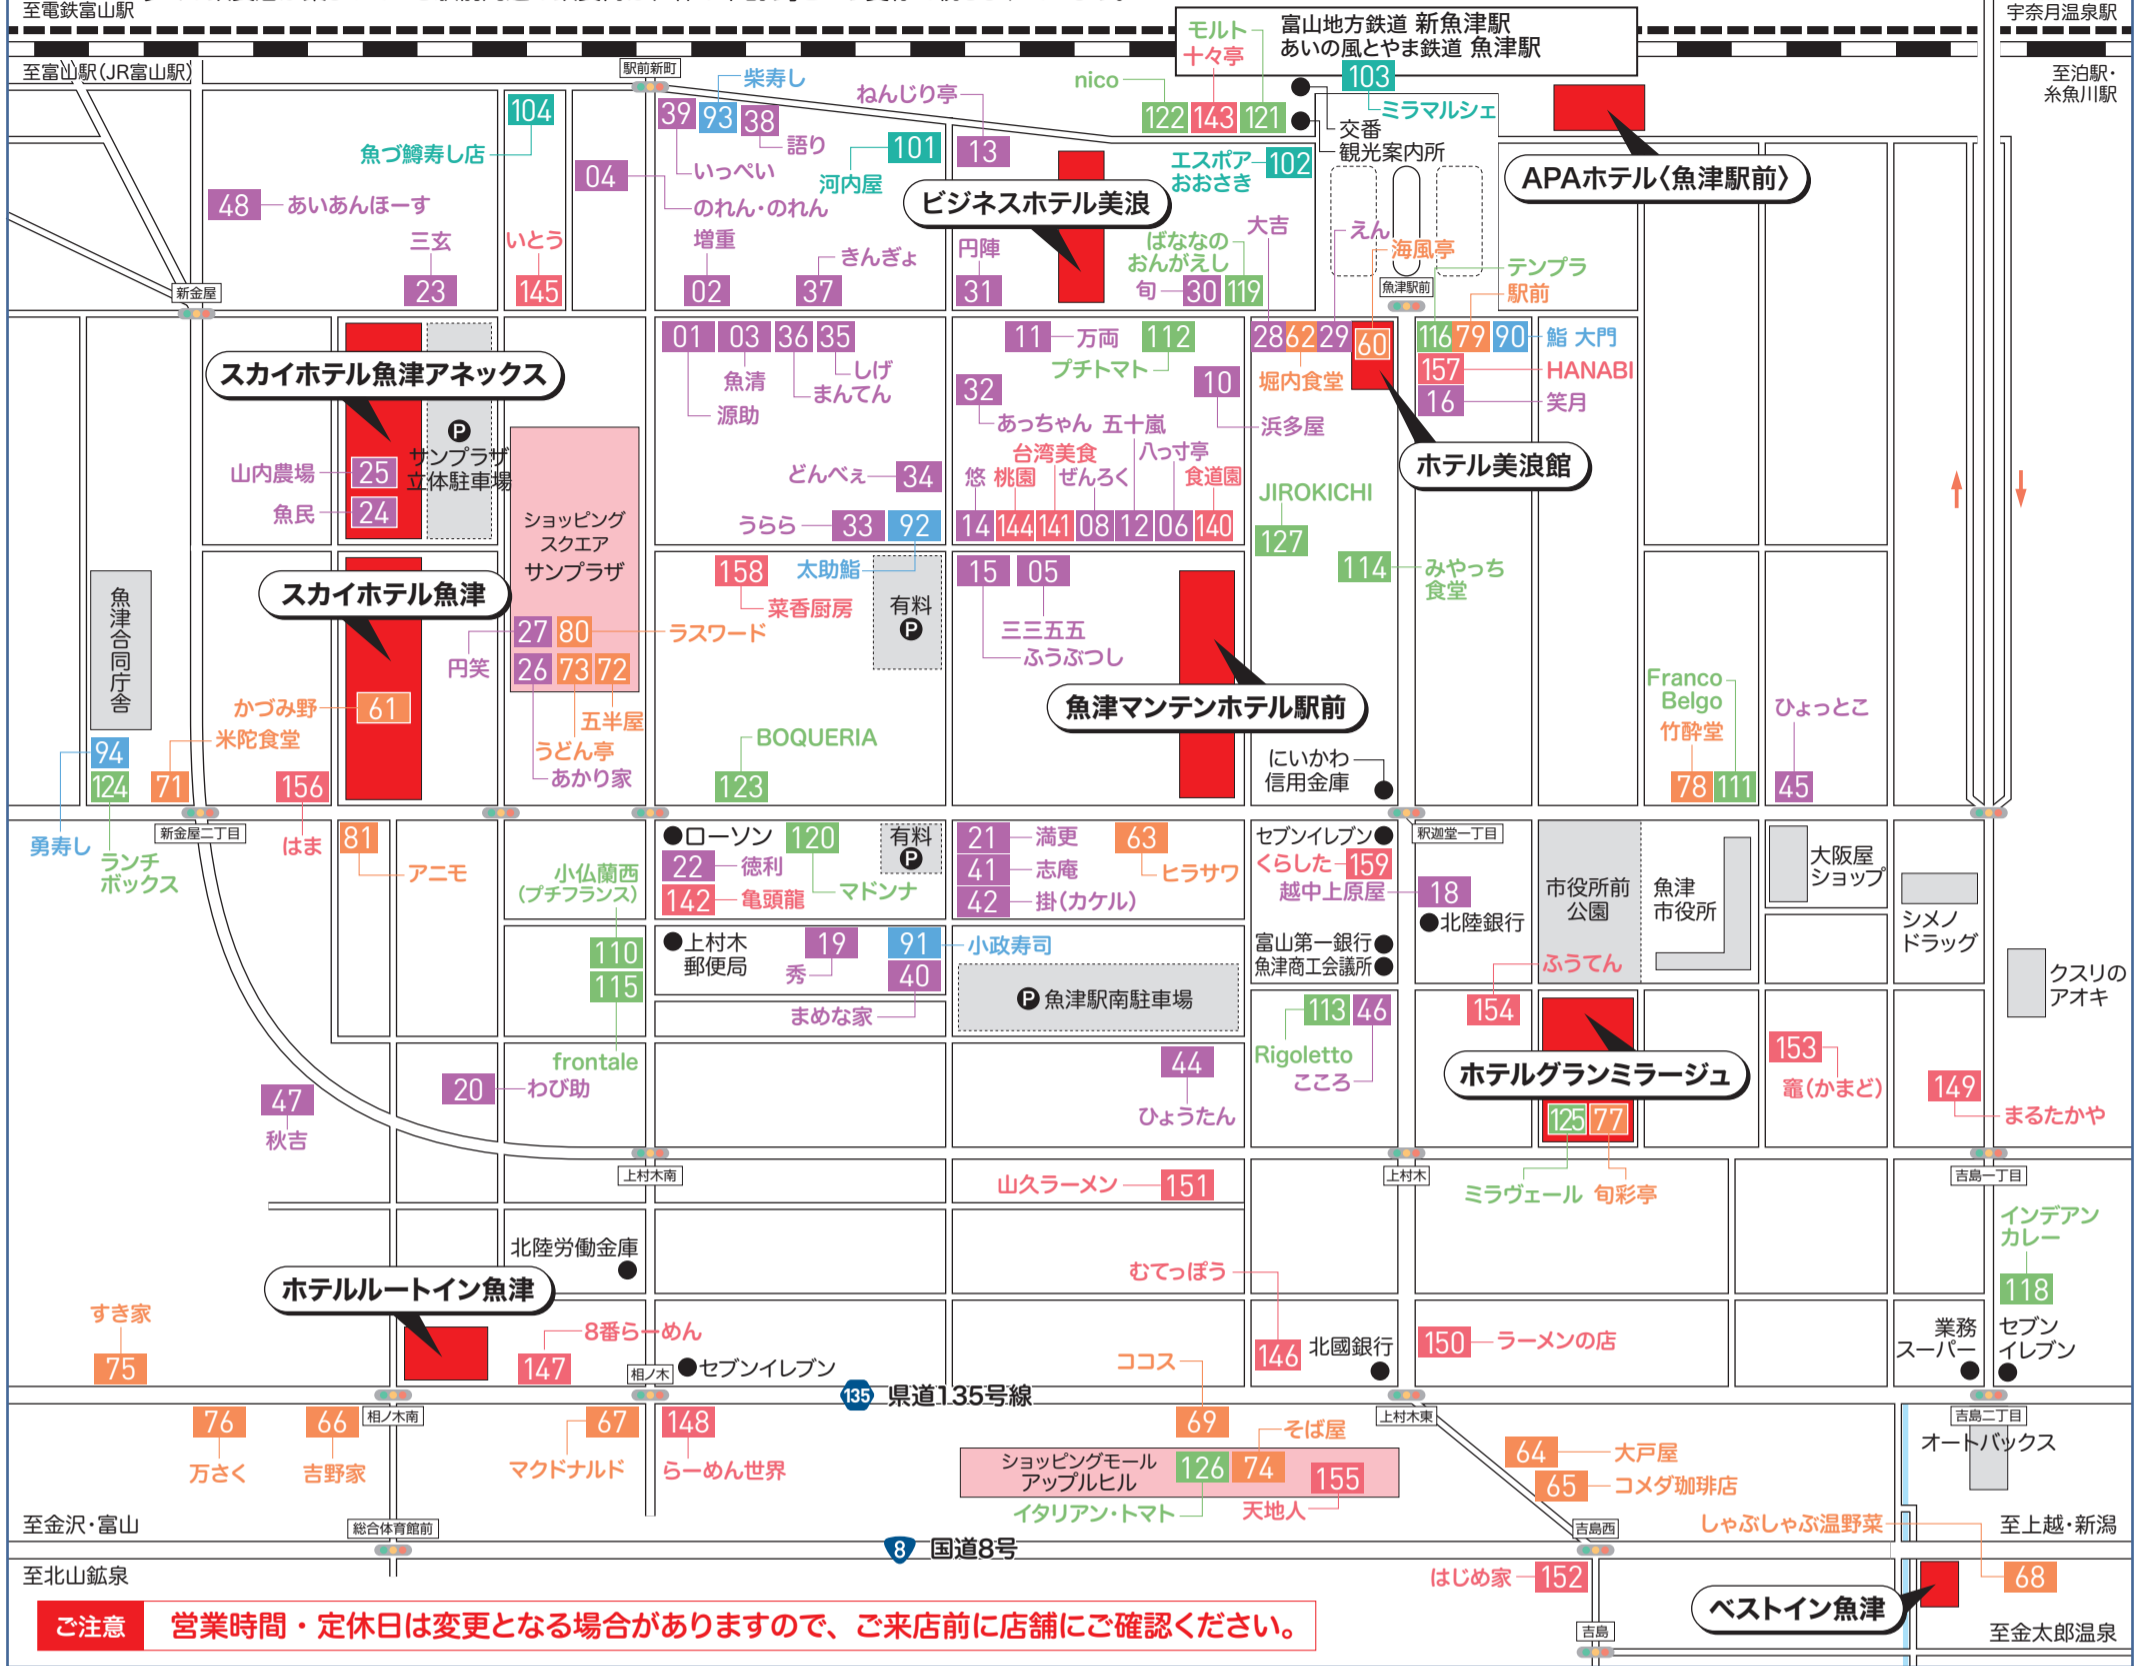 至電鉄富山駅
宇奈月温泉駅
富山地方鉄道 新魚津駅
あいの風とやま鉄道 魚津駅
至富山駅(JR富山駅)
至泊駅・
糸魚川駅
駅前新町
モルト
十々亭
nico
122 143 121
103
ミラマルシェ
交番
観光案内所
APAホテル〈魚津駅前〉
104
魚づ鱒寿し店
39 93 38
柴寿し
語り
いっぺい
04
のれん・のれん
ねんじり亭
13
101
河内屋
エスポア
おおさき
102
ビジネスホテル美浪
48 あいあんほーす
三玄
23
いとう
145
増重
02
きんぎょ
37
円陣
31
ばななの
おんがえし
旬 30 119
大吉
えん
海風亭
テンプラ
駅前
新金屋
魚津駅前
スカイホテル魚津アネックス
サンプラザ
立体駐車場
P
山内農場 25
魚民 24
01 03 36 35
しげ
まんてん
魚清
源助
11 万両
112
プチトマト
32
あっちゃん
10
浜多屋
28 62 29 60
堀内食堂
116 79 90 鮨 大門
157 HANABI
16 笑月
ホテル美浪館
ショッピング
スクエア
サンプラザ
どんべぇ 34
うらら 33 92
太助鮨
五十嵐
八っ寸亭
台湾美食
悠 桃園 ぜんろく 食道園
14 144 141 08 12 06 140
JIROKICHI
127
114 みやっち
食堂
スカイホテル魚津
魚津合同庁舎
158
菜香厨房
有料
P
15 05
三三五五
ふうぶつし
27 80 ラスワード
円笑
26 73 72
五半屋
うどん亭
あかり家
かづみ野 61
米陀食堂
魚津マンテンホテル駅前
Franco
Belgo
竹酔堂
ひょっとこ
BOQUERIA
123
にいかわ
信用金庫
94
124 71 156
78 111 45
勇寿し
ランチ
ボックス
新金屋二丁目
はま
81
アニモ
ローソン
120
有料
P
22 徳利
142 亀頭龍
マドンナ
小仏蘭西
(プチフランス)
21 満更
41 志庵
42 掛(カケル)
63
ヒラサワ
セブンイレブン
釈迦堂一丁目
くらした 159
越中上原屋 18
北陸銀行
市役所前
公園
魚津
市役所
大阪屋
ショップ
シメノ
ドラッグ
クスリの
アオキ
110
115
frontale
上村木
郵便局
19
秀
91 小政寿司
40
まめな家
P 魚津駅南駐車場
富山第一銀行
魚津商工会議所
ふうてん
154
113 46
Rigoletto
こころ
ホテルグランミラージュ
125 77
ミラヴェール 旬彩亭
153
竈(かまど)
149
まるたかや
47
秋吉
20 わび助
44
ひょうたん
上村木南
上村木
吉島一丁目
山久ラーメン 151
インデアン
カレー
118
北陸労働金庫
ホテルルートイン魚津
むてっぽう
146
北國銀行
150 ラーメンの店
業務
スーパー
セブン
イレブン
すき家
75
8番らーめん
147
相ノ木
セブンイレブン
ココス
135 県道135号線
76
万さく
66
吉野家
相ノ木南
67
マクドナルド
148
らーめん世界
69
上村木東
吉島二丁目
オートバックス
ショッピングモール
アップルヒル
126 74 155
そば屋
イタリアン・トマト
天地人
64 大戸屋
65 コメダ珈琲店
しゃぶしゃぶ温野菜
68
至金沢・富山
総合体育館前
吉島西
至上越・新潟
8 国道8号
至北山鉱泉
はじめ家 152
ベストイン魚津
吉島
至金太郎温泉
ご注意 営業時間・定休日は変更となる場合がありますので、ご来店前に店舗にご確認ください。